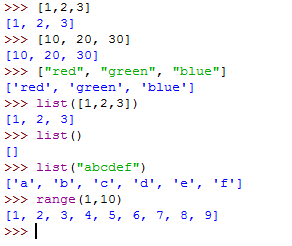 >>> [1,2,3]
[1, 2, 3]
>>> [10, 20, 30]
[10, 20, 30]
>>> ["red", "green", "blue"]
['red', 'green', 'blue']
>>> list([1,2,3])
[1, 2, 3]
>>> list()
[]
>>> list("abcdef")
['a', 'b', 'c', 'd', 'e', 'f']
>>> range(1,10)
[1, 2, 3, 4, 5, 6, 7, 8, 9]
>>>